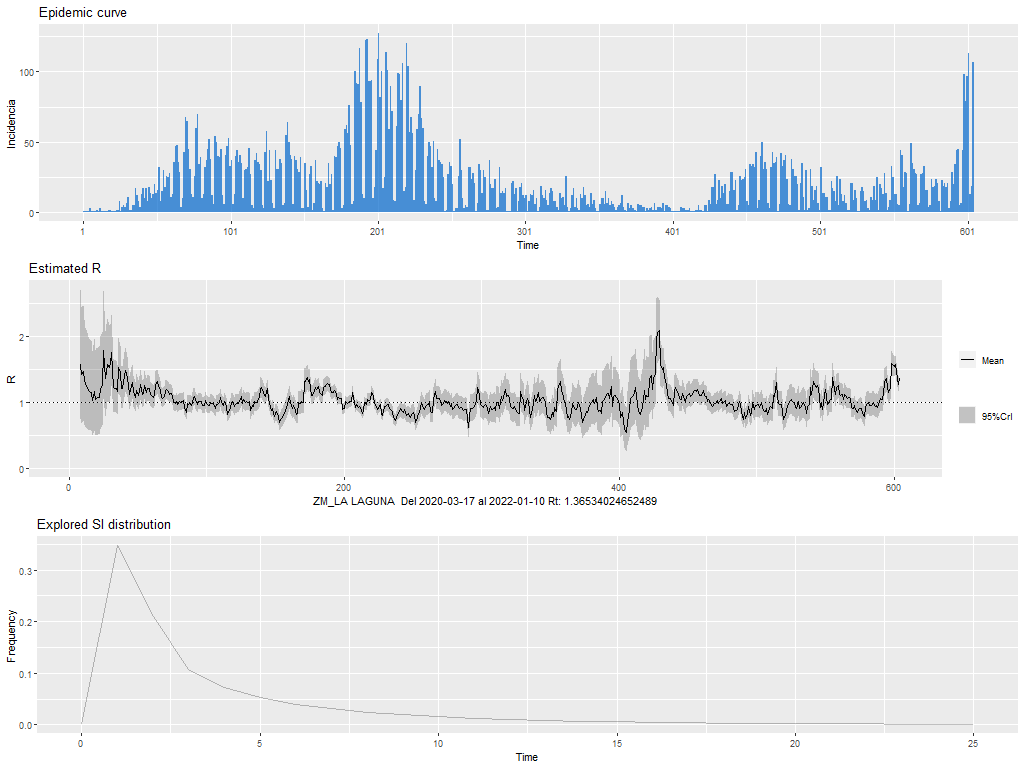 Epidemic curve
Incidencia
100
50
0
1 101 201 301 401 501 601
Time
Estimated R
R
2
1
0
0 200 400 600
ZM_LA LAGUNA Del 2020-03-17 al 2022-01-10 Rt: 1.36534024652489
Mean
95%CrI
Explored SI distribution
Frequency
0.3
0.2
0.1
0.0
0 5 10 15 20 25
Time